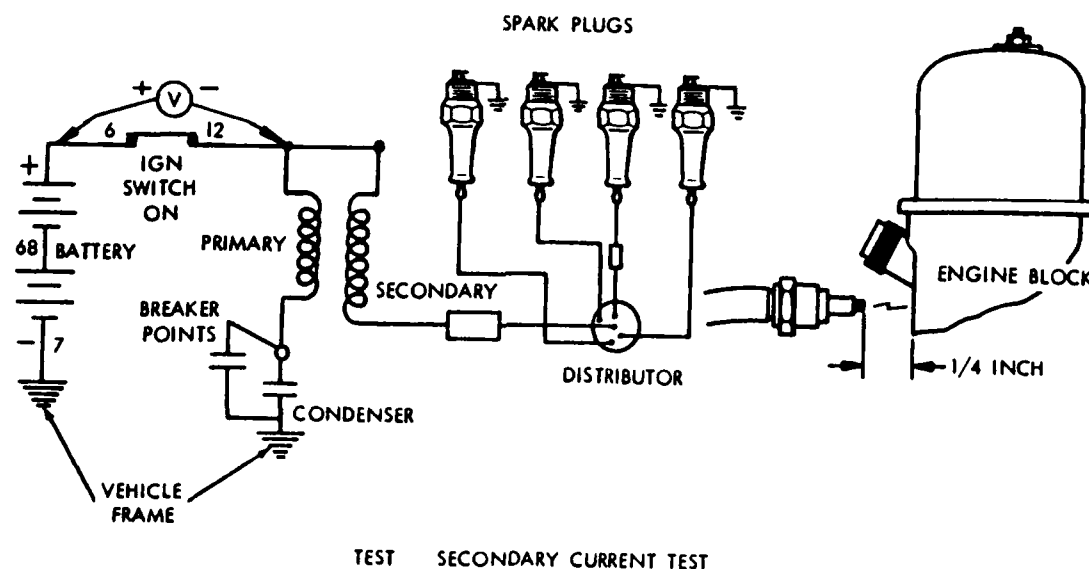 SPARK PLUGS
+ V −
6 12
+
IGN
SWITCH
ON
68 BATTERY
PRIMARY
SECONDARY
BREAKER
POINTS
− 7
CONDENSER
DISTRIBUTOR
ENGINE BLOCK
1/4 INCH
VEHICLE
FRAME
TEST SECONDARY CURRENT TEST